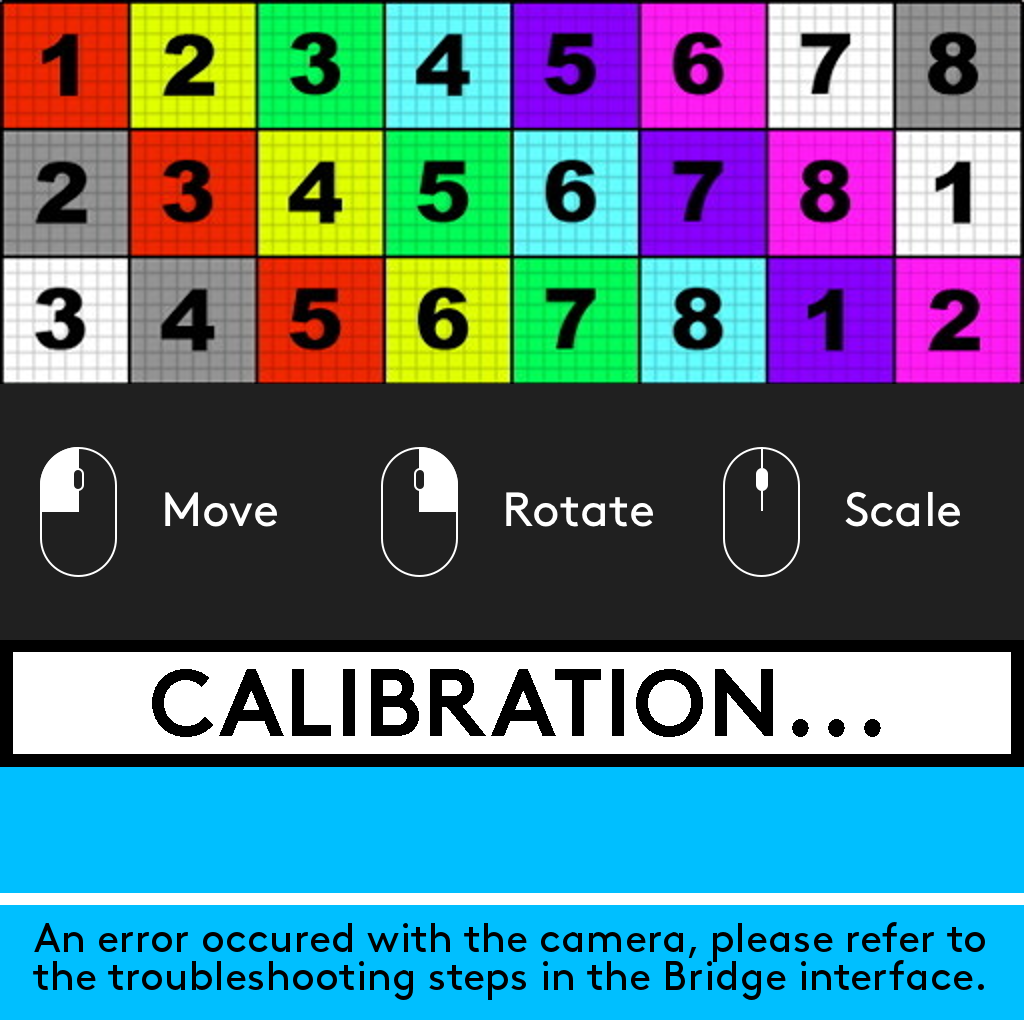 1 2 3 4 5 6 7 8
2 3 4 5 6 7 8 1
3 4 5 6 7 8 1 2
Move Rotate Scale
CALIBRATION...
An error occured with the camera, please refer to
the troubleshooting steps in the Bridge interface.